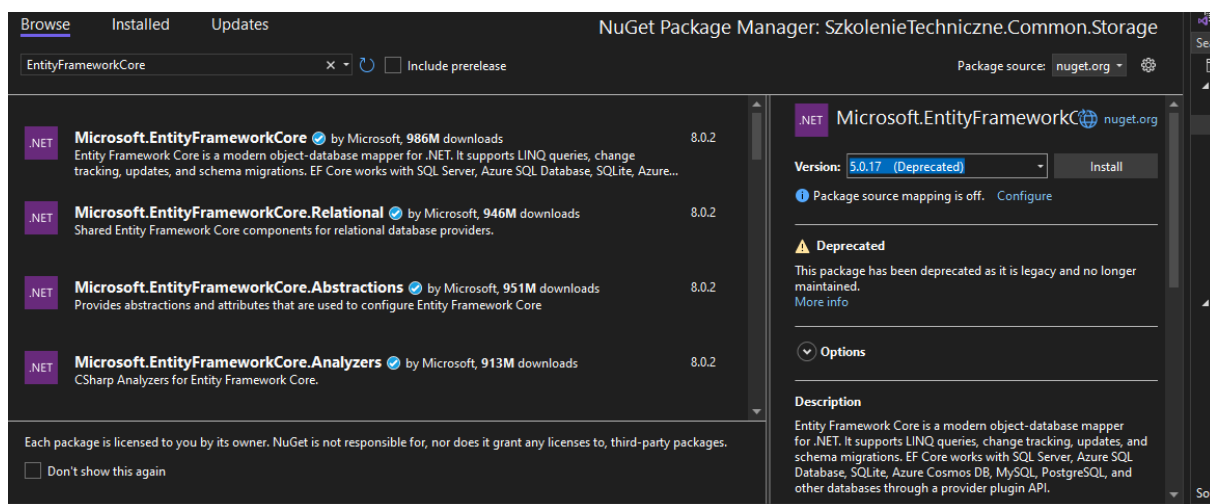 Browse Installed Updates NuGet Package Manager: SzkolenieTechniczne.Common.Storage
EntityFrameworkCore Include prerelease Package source: nuget.org
.NET Microsoft.EntityFrameworkCore by Microsoft, 986M downloads 8.0.2
Entity Framework Core is a modern object-database mapper for .NET. It supports LINQ queries, change
tracking, updates, and schema migrations. EF Core works with SQL Server, Azure SQL Database, SQLite, Azure...
.NET Microsoft.EntityFrameworkCore.Relational by Microsoft, 946M downloads 8.0.2
Shared Entity Framework Core components for relational database providers.
.NET Microsoft.EntityFrameworkCore.Abstractions by Microsoft, 951M downloads 8.0.2
Provides abstractions and attributes that are used to configure Entity Framework Core
.NET Microsoft.EntityFrameworkCore.Analyzers by Microsoft, 913M downloads 8.0.2
CSharp Analyzers for Entity Framework Core.
Each package is licensed to you by its owner. NuGet is not responsible, nor does it grant any licenses to, third-party packages.
Don't show this again
.NET Microsoft.EntityFrameworkC nuget.org
Version: 5.0.17 (Deprecated) Install
Package source mapping is off. Configure
Deprecated
This package has been deprecated as it is legacy and no longer
maintained.
More info
Options
Description
Entity Framework Core is a modern object-database mapper
for .NET. It supports LINQ queries, change tracking, updates, and
schema migrations. EF Core works with SQL Server, Azure SQL
Database, SQLite, Azure Cosmos DB, MySQL, PostgreSQL, and
other databases through a provider plugin API.
Se
So